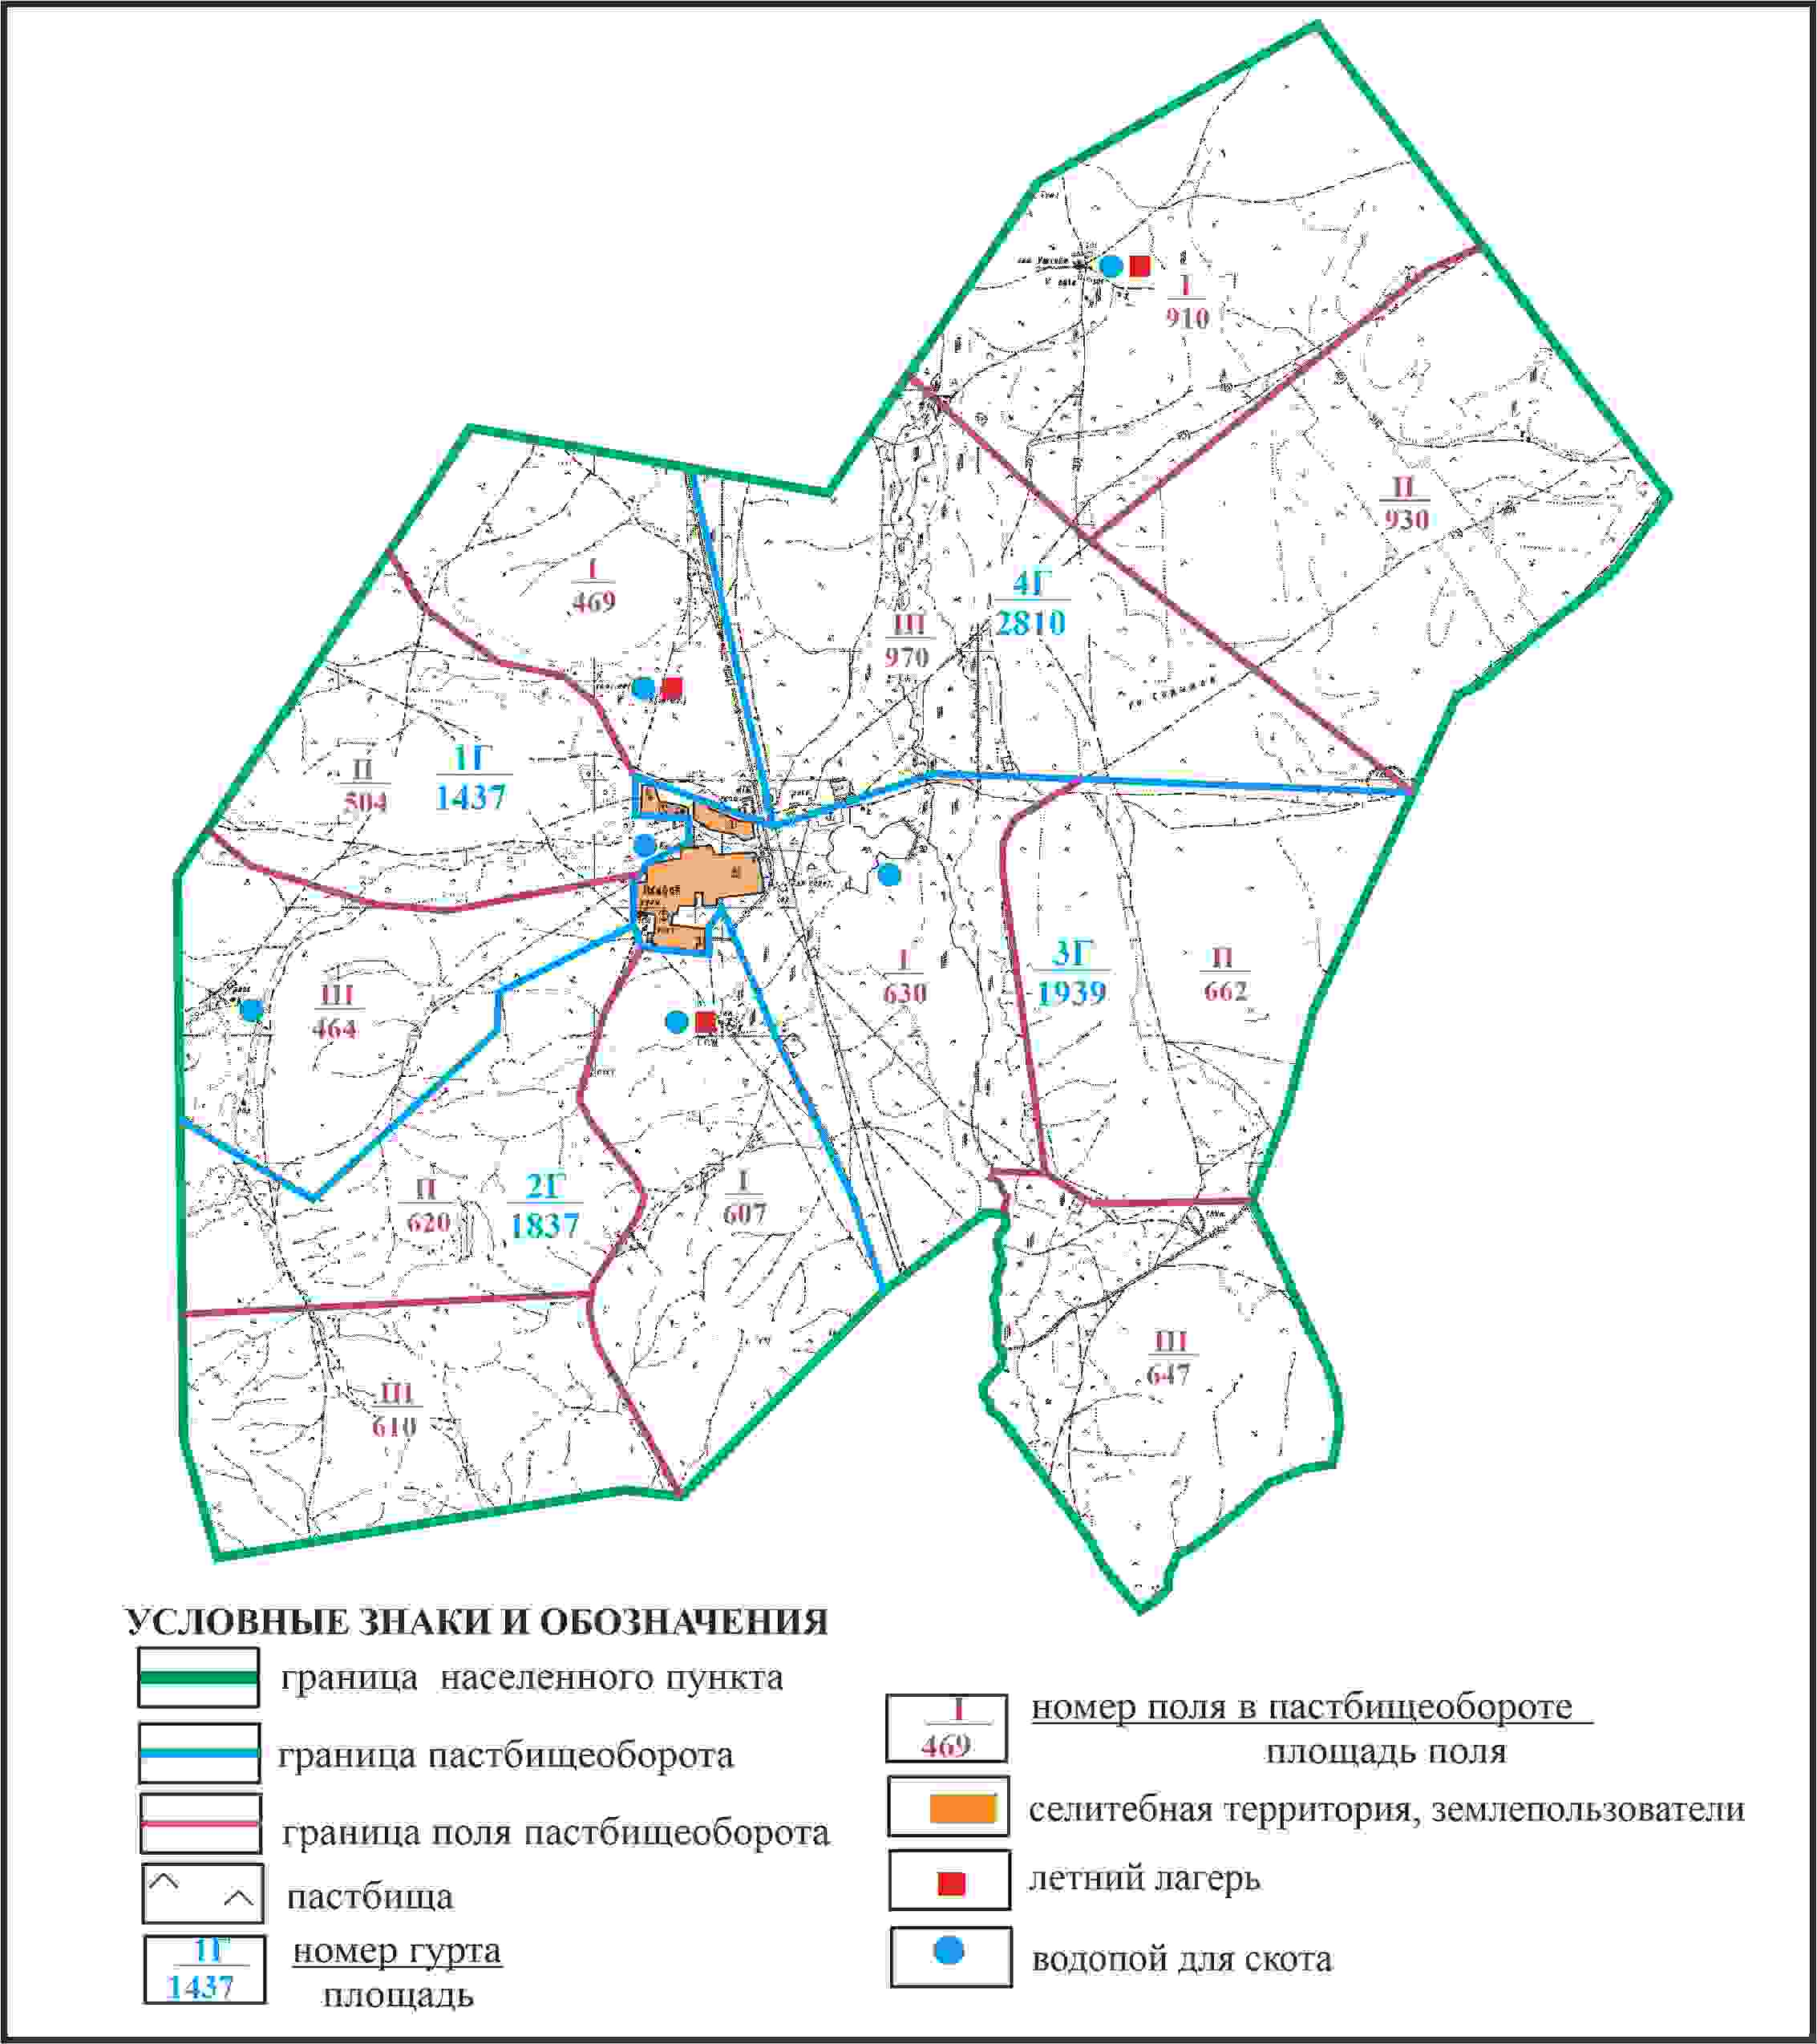 I
910
II
930
I
469
4Г
2810
III
970
II
504
1Г
1437
I
630
3Г
1939
II
662
III
464
II
620
2Г
1837
I
607
III
647
III
610
УСЛОВНЫЕ ЗНАКИ И ОБОЗНАЧЕНИЯ
граница населенного пункта
граница пастбищеоборота
граница поля пастбищеоборота
пастбища
1Г
1437
номер гурта
площадь
I
469
номер поля в пастбищеобороте
площадь поля
селитебная территория, землепользователи
летний лагерь
водопой для скота